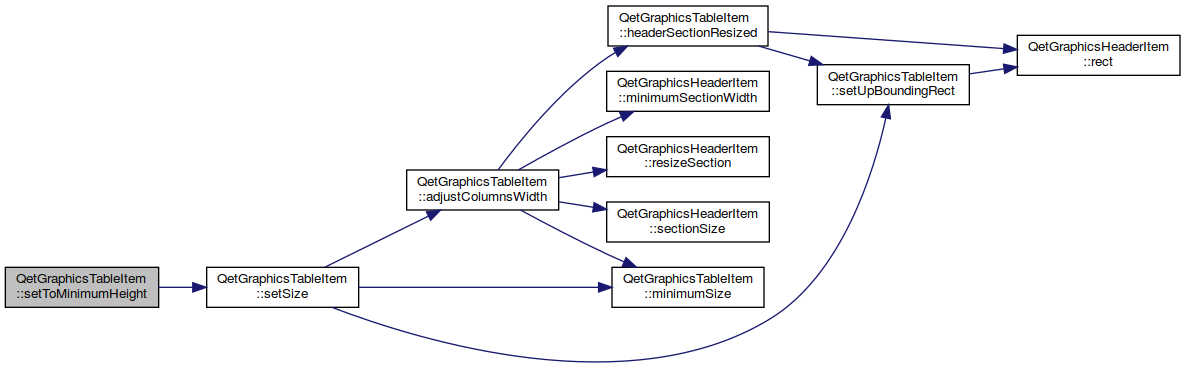 QetGraphicsTableItem
::setToMinimumHeight
QetGraphicsTableItem
::setSize
QetGraphicsTableItem
::adjustColumnsWidth
QetGraphicsTableItem
::headerSectionResized
QetGraphicsHeaderItem
::minimumSectionWidth
QetGraphicsHeaderItem
::resizeSection
QetGraphicsHeaderItem
::sectionSize
QetGraphicsTableItem
::minimumSize
QetGraphicsTableItem
::setUpBoundingRect
QetGraphicsHeaderItem
::rect